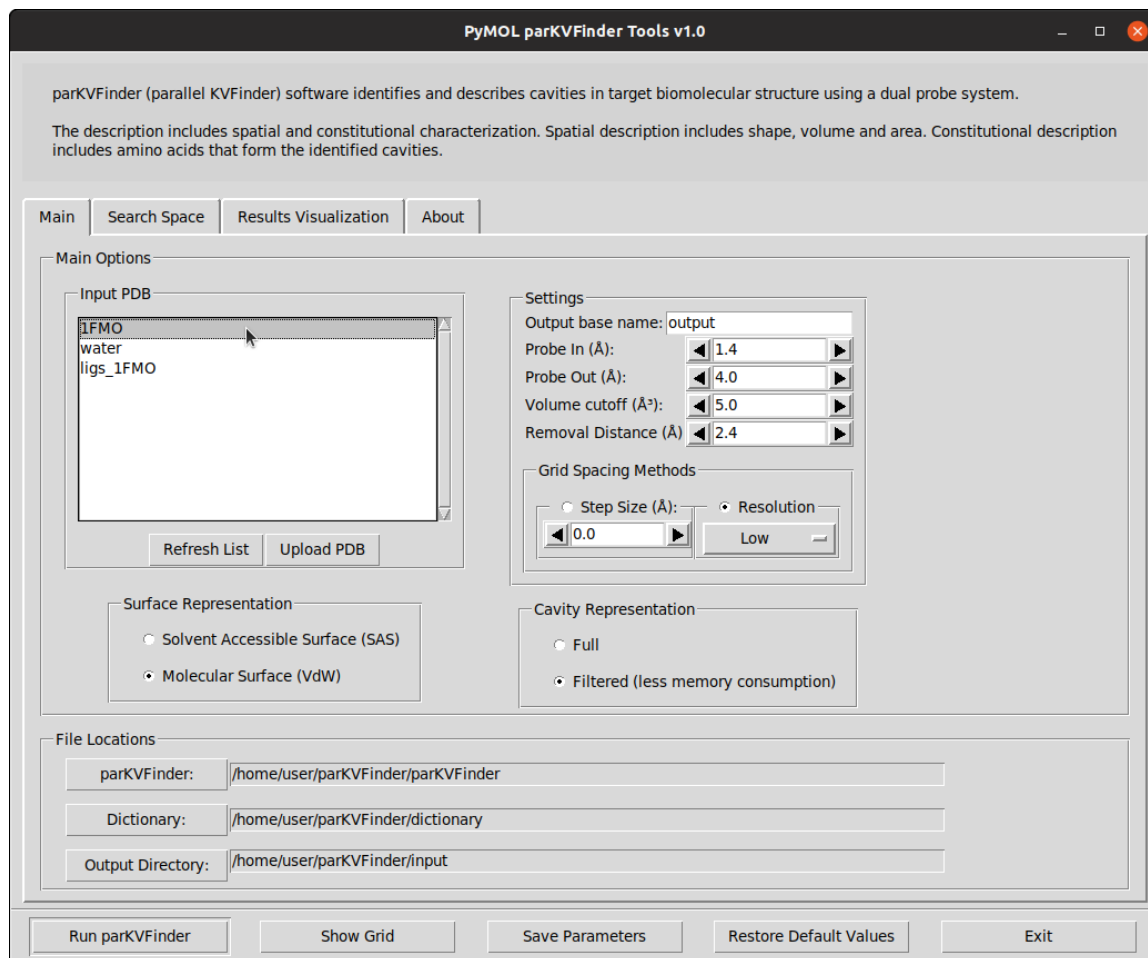 PyMOL parKVFinder Tools v1.0
parKVFinder (parallel KVFinder) software identifies and describes cavities in target biomolecular structure using a dual probe system.
The description includes spatial and constitutional characterization. Spatial description includes shape, volume and area. Constitutional description
includes amino acids that form the identified cavities.
Main Search Space Results Visualization About
Main Options
Input PDB
1FMO
water
ligs_1FMO
Refresh List Upload PDB
Settings
Output base name: output
Probe In (Å): 1.4
Probe Out (Å): 4.0
Volume cutoff (Å³): 5.0
Removal Distance (Å) 2.4
Grid Spacing Methods
Step Size (Å): Resolution
0.0 Low
Surface Representation
Solvent Accessible Surface (SAS)
Molecular Surface (VdW)
Cavity Representation
Full
Filtered (less memory consumption)
File Locations
parKVFinder: /home/user/parKVFinder/parKVFinder
Dictionary: /home/user/parKVFinder/dictionary
Output Directory: /home/user/parKVFinder/input
Run parKVFinder Show Grid Save Parameters Restore Default Values Exit